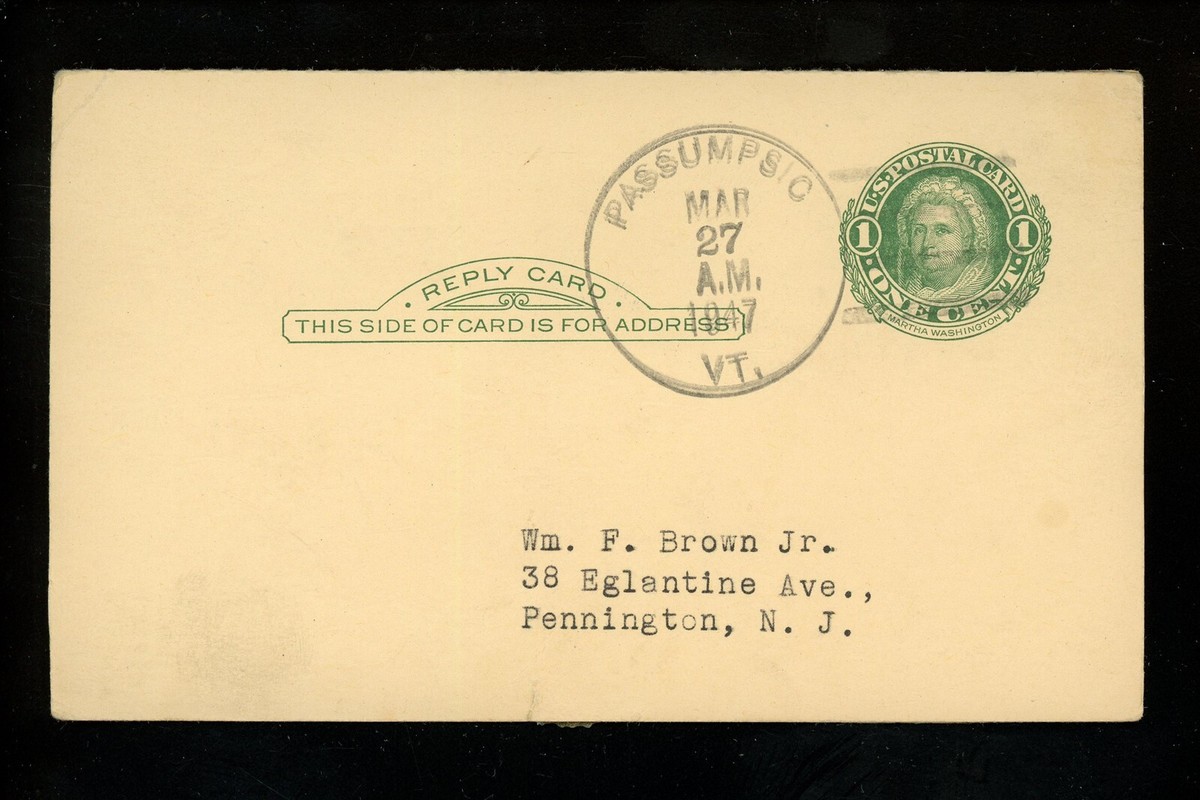 PASSUMPSIC
MAR
27
A.M.
1947
VT.
U.S. POSTAL CARD
1 1
· ONE CENT ·
MARTHA WASHINGTON
· REPLY CARD ·
THIS SIDE OF CARD IS FOR ADDRESS
Wm. F. Brown Jr.
38 Eglantine Ave.,
Pennington, N. J.